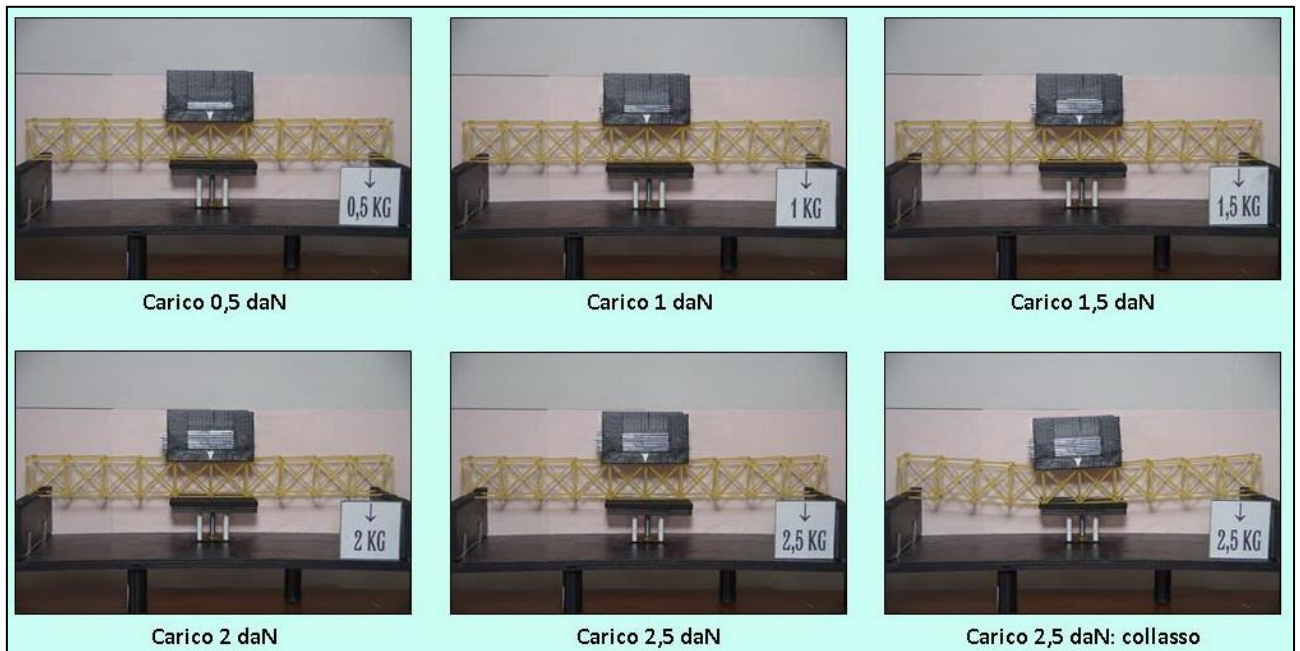 0,5 KG
Carico 0,5 daN
1 KG
Carico 1 daN
1,5 KG
Carico 1,5 daN
2 KG
Carico 2 daN
2,5 KG
Carico 2,5 daN
2,5 KG
Carico 2,5 daN: collasso